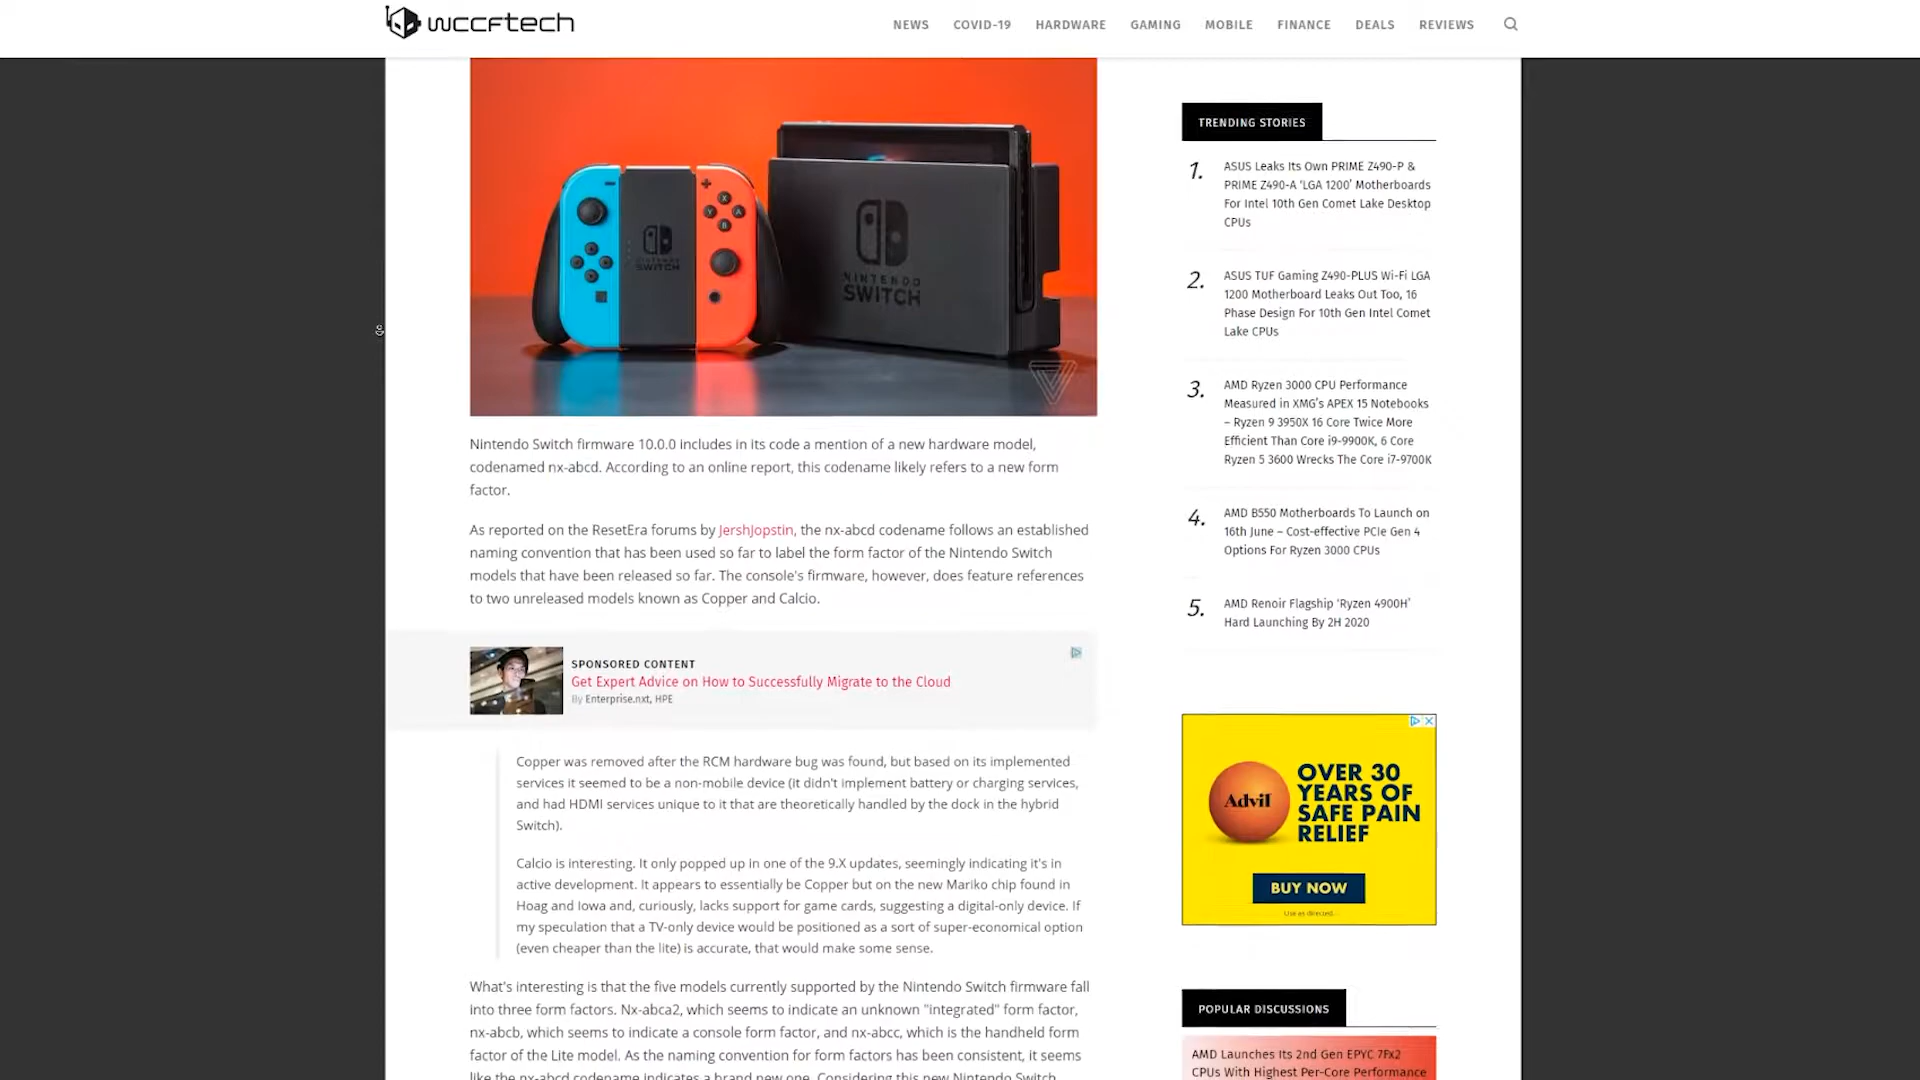 wccftech
NEWS COVID-19 HARDWARE GAMING MOBILE FINANCE DEALS REVIEWS
NINTENDO
SWITCH
NINTENDO
SWITCH
Nintendo Switch firmware 10.0.0 includes in its code a mention of a new hardware model,
codenamed nx-abcd. According to an online report, this codename likely refers to a new form
factor.
As reported on the ResetEra forums by JershJopstin, the nx-abcd codename follows an established
naming convention that has been used so far to label the form factor of the Nintendo Switch
models that have been released so far. The console's firmware, however, does feature references
to two unreleased models known as Copper and Calcio.
SPONSORED CONTENT
Get Expert Advice on How to Successfully Migrate to the Cloud
By Enterprise.nxt, HPE
Copper was removed after the RCM hardware bug was found, but based on its implemented
services it seemed to be a non-mobile device (it didn't implement battery or charging services,
and had HDMI services unique to it that are theoretically handled by the dock in the hybrid
Switch).
Calcio is interesting. It only popped up in one of the 9.X updates, seemingly indicating it's in
active development. It appears to essentially be Copper but on the new Mariko chip found in
Hoag and Iowa and, curiously, lacks support for game cards, suggesting a digital-only device. If
my speculation that a TV-only device would be positioned as a sort of super-economical option
(even cheaper than the lite) is accurate, that would make some sense.
What's interesting is that the five models currently supported by the Nintendo Switch firmware fall
into three form factors. Nx-abca2, which seems to indicate an unknown "integrated" form factor,
nx-abcb, which seems to indicate a console form factor, and nx-abcc, which is the handheld form
factor of the Lite model. As the naming convention for form factors has been consistent, it seems
like the nx-abcd codename indicates a brand new one. Considering this new Nintendo Switch
TRENDING STORIES
1. ASUS Leaks Its Own PRIME Z490-P &
PRIME Z490-A ‘LGA 1200’ Motherboards
For Intel 10th Gen Comet Lake Desktop
CPUs
2. ASUS TUF Gaming Z490-PLUS Wi-Fi LGA
1200 Motherboard Leaks Out Too, 16
Phase Design For 10th Gen Intel Comet
Lake CPUs
3. AMD Ryzen 3000 CPU Performance
Measured in XMG’s APEX 15 Notebooks
– Ryzen 9 3950X 16 Core Twice More
Efficient Than Core i9-9900K, 6 Core
Ryzen 5 3600 Wrecks The Core i7-9700K
4. AMD B550 Motherboards To Launch on
16th June – Cost-effective PCIe Gen 4
Options For Ryzen 3000 CPUs
5. AMD Renoir Flagship ‘Ryzen 4900H’
Hard Launching By 2H 2020
Advil
OVER 30
YEARS OF
SAFE PAIN
RELIEF
BUY NOW
Use as directed.
POPULAR DISCUSSIONS
AMD Launches Its 2nd Gen EPYC 7Fx2
CPUs With Highest Per-Core Performance